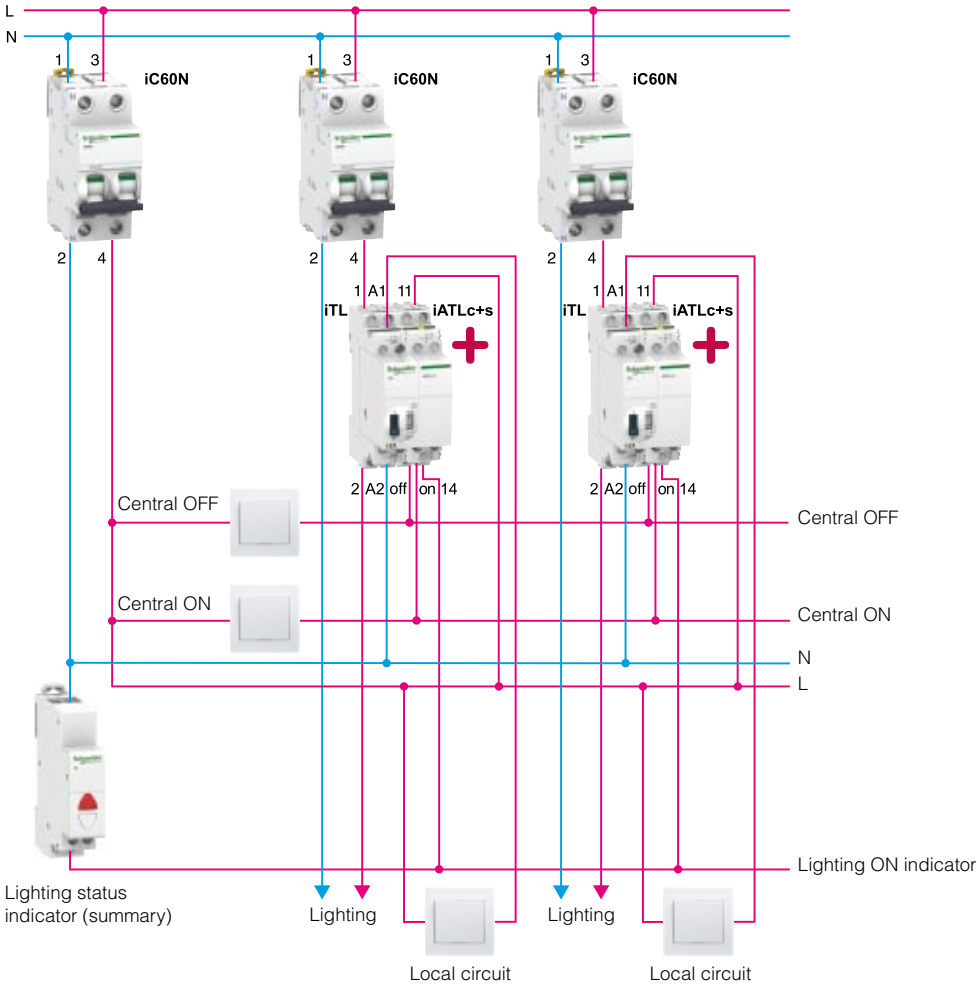 L
N
1 3
iC60N
1 3
iC60N
1 3
iC60N
2 4
2 4
2 4
1 A1 11
iTL iATLc+s
1 A1 11
iTL iATLc+s
2 A2 off on 14
2 A2 off on 14
Central OFF
Central OFF
Central ON
Central ON
N
L
Lighting ON indicator
Lighting status
indicator (summary)
Lighting
Lighting
Local circuit
Local circuit